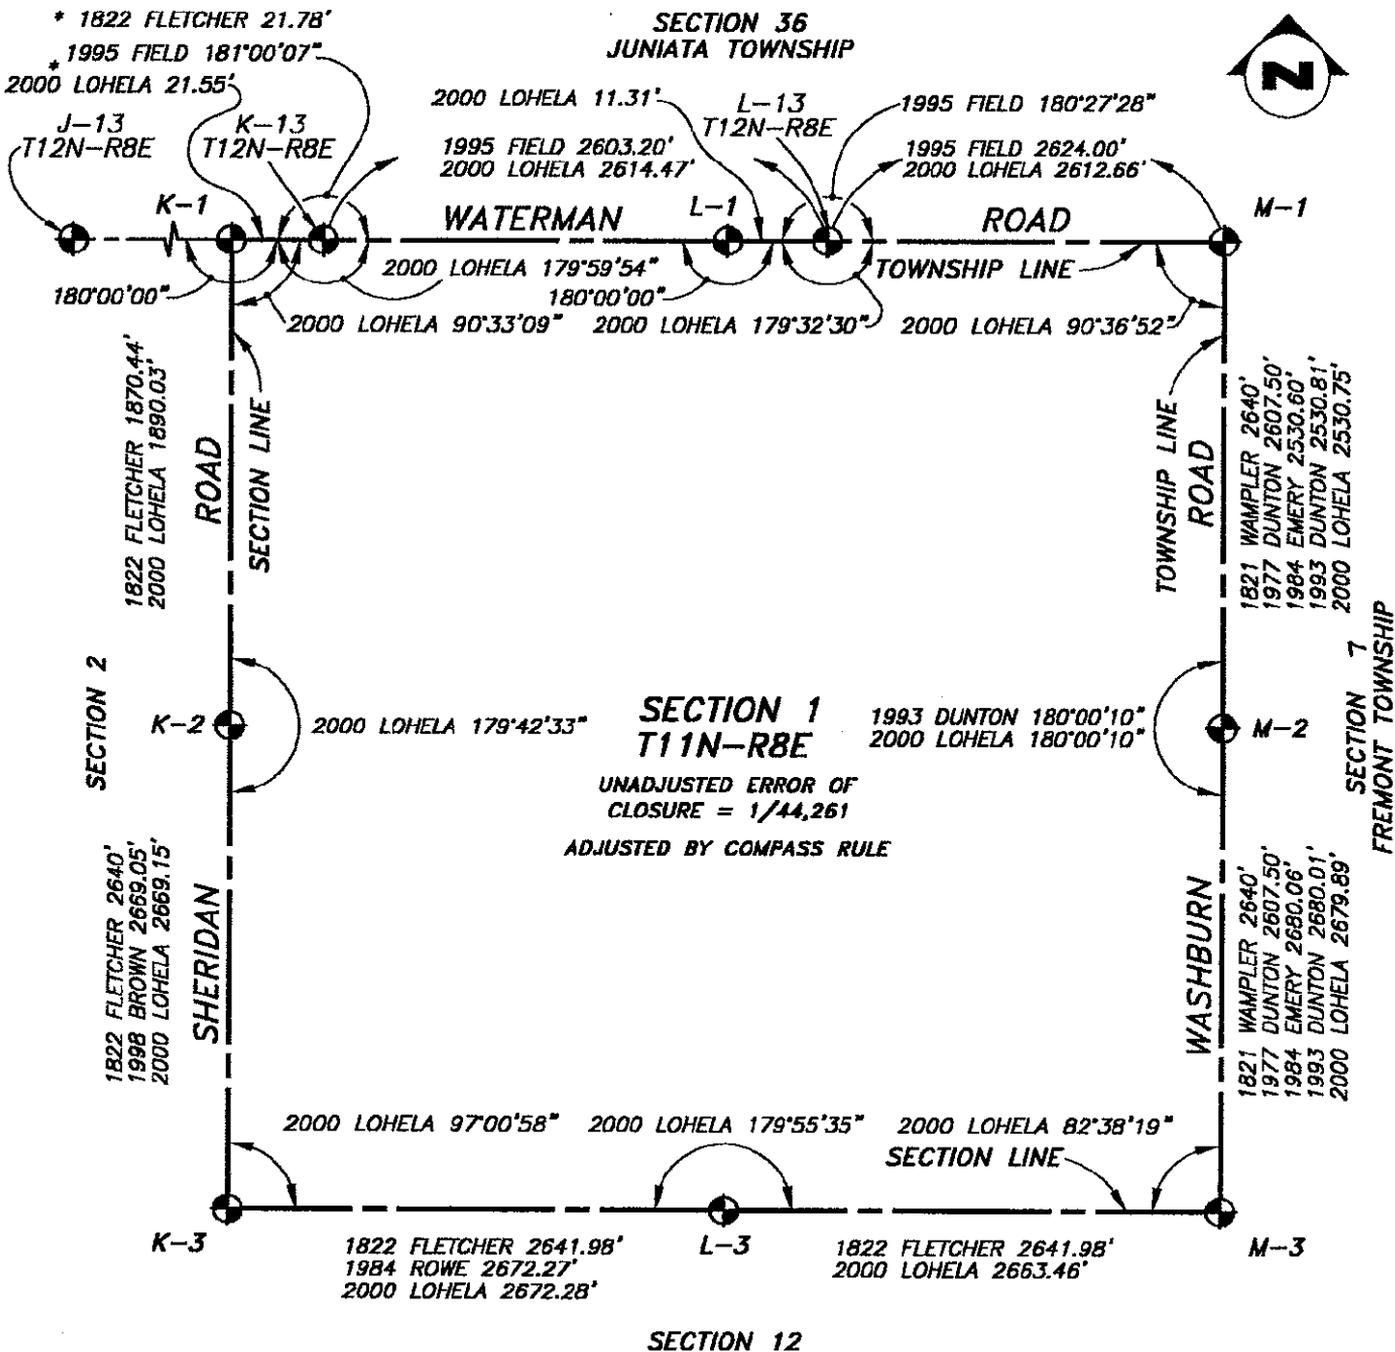 * 1822 FLETCHER 21.78'
SECTION 36
JUNIATA TOWNSHIP
N
1995 FIELD 181°00'07"
* 2000 LOHELA 21.55'
J-13
T12N-R8E
K-13
T12N-R8E
2000 LOHELA 11.31'
L-13
T12N-R8E
1995 FIELD 180°27'28"
1995 FIELD 2603.20'
2000 LOHELA 2614.47'
1995 FIELD 2624.00'
2000 LOHELA 2612.66'
K-1
WATERMAN
L-1
ROAD
M-1
2000 LOHELA 179°59'54"
TOWNSHIP LINE
180°00'00"
180°00'00"
2000 LOHELA 90°33'09"
2000 LOHELA 179°32'30"
2000 LOHELA 90°36'52"
1822 FLETCHER 1870.44'
2000 LOHELA 1890.03'
ROAD
SECTION LINE
TOWNSHIP LINE
ROAD
1821 WAMPLER 2640'
1977 DUNTON 2607.50'
1984 EMERY 2530.60'
1993 DUNTON 2530.81'
2000 LOHELA 2530.75'
SECTION 2
K-2
2000 LOHELA 179°42'33"
SECTION 1
T11N-R8E
UNADJUSTED ERROR OF
CLOSURE = 1/44,261
ADJUSTED BY COMPASS RULE
1993 DUNTON 180°00'10"
2000 LOHELA 180°00'10"
M-2
SECTION 7
FREMONT TOWNSHIP
1822 FLETCHER 2640'
1998 BROWN 2669.05'
2000 LOHELA 2669.15'
SHERIDAN
WASHBURN
1821 WAMPLER 2640'
1977 DUNTON 2607.50'
1984 EMERY 2680.06'
1993 DUNTON 2680.01'
2000 LOHELA 2679.89'
2000 LOHELA 97°00'58"
2000 LOHELA 179°55'35"
2000 LOHELA 82°38'19"
SECTION LINE
K-3
L-3
M-3
1822 FLETCHER 2641.98'
1984 ROWE 2672.27'
2000 LOHELA 2672.28'
1822 FLETCHER 2641.98'
2000 LOHELA 2663.46'
SECTION 12